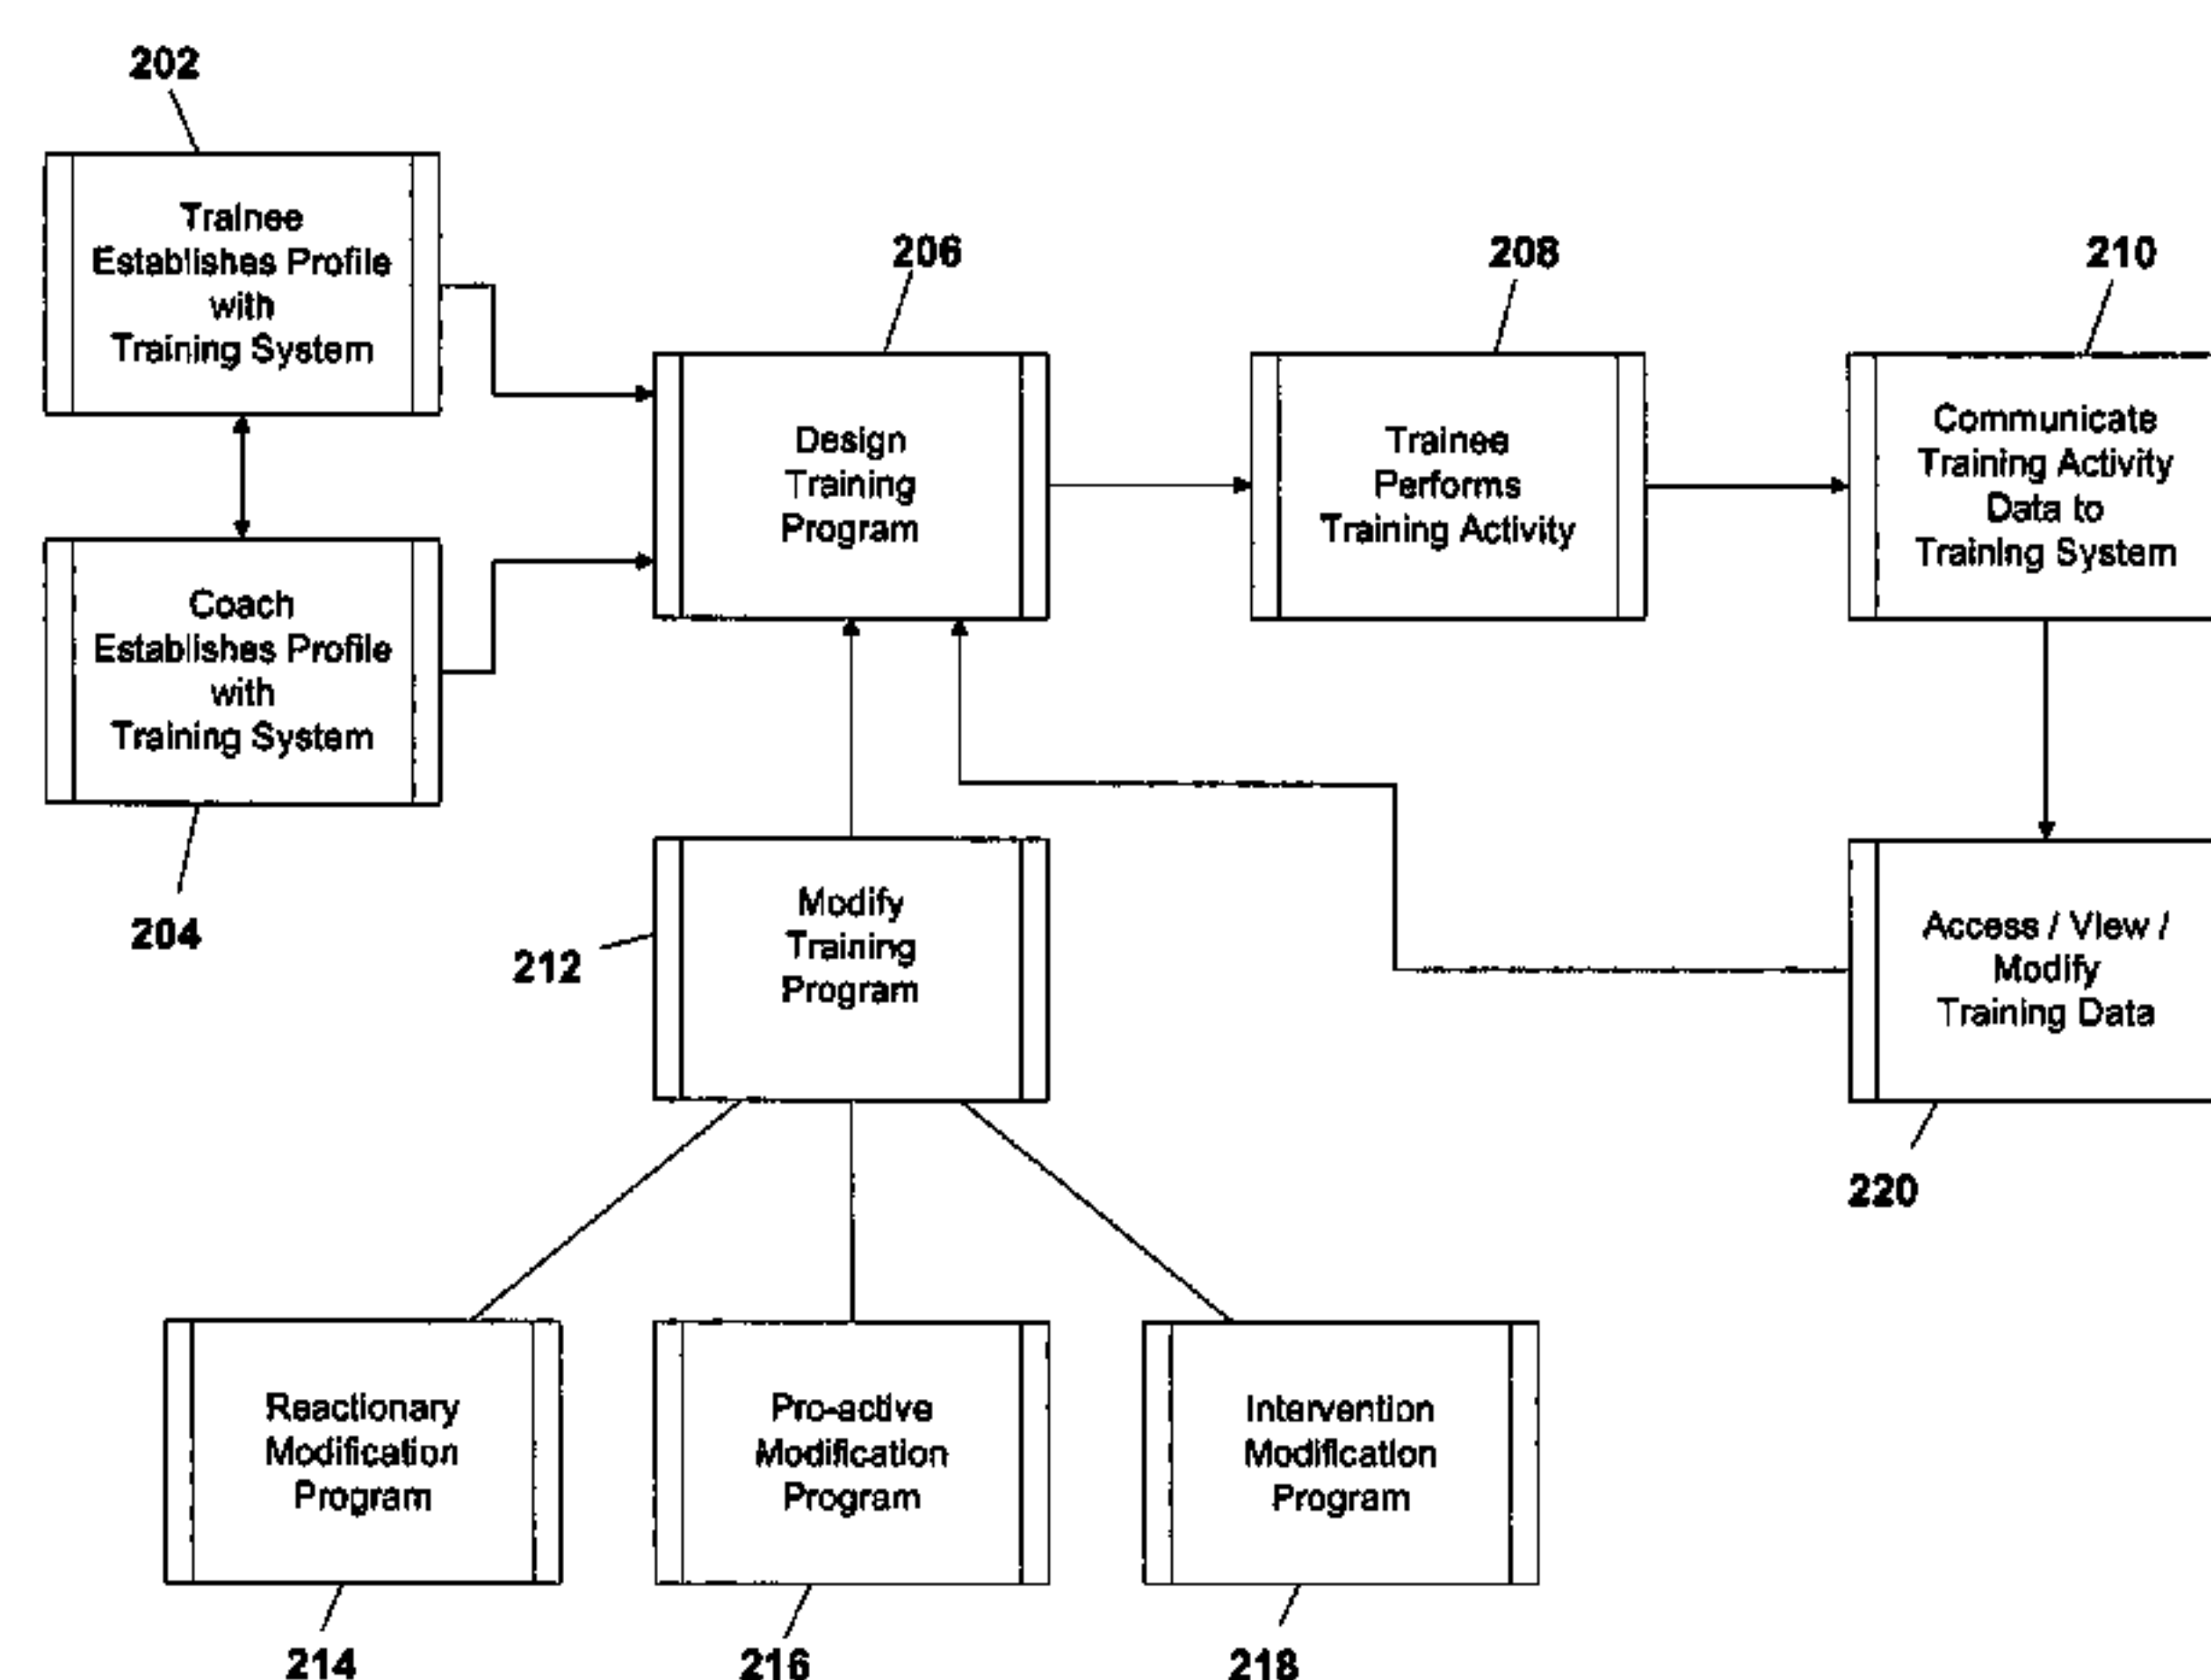 202
Trainee
Establishes Profile
with
Training System
206
208
210
Design
Training
Program
Trainee
Performs
Training Activity
Communicate
Training Activity
Data to
Training System
Coach
Establishes Profile
with
Training System
204
212
Modify
Training
Program
Access / View /
Modify
Training Data
220
Reactionary
Modification
Program
Pro-active
Modification
Program
Intervention
Modification
Program
214
216
218